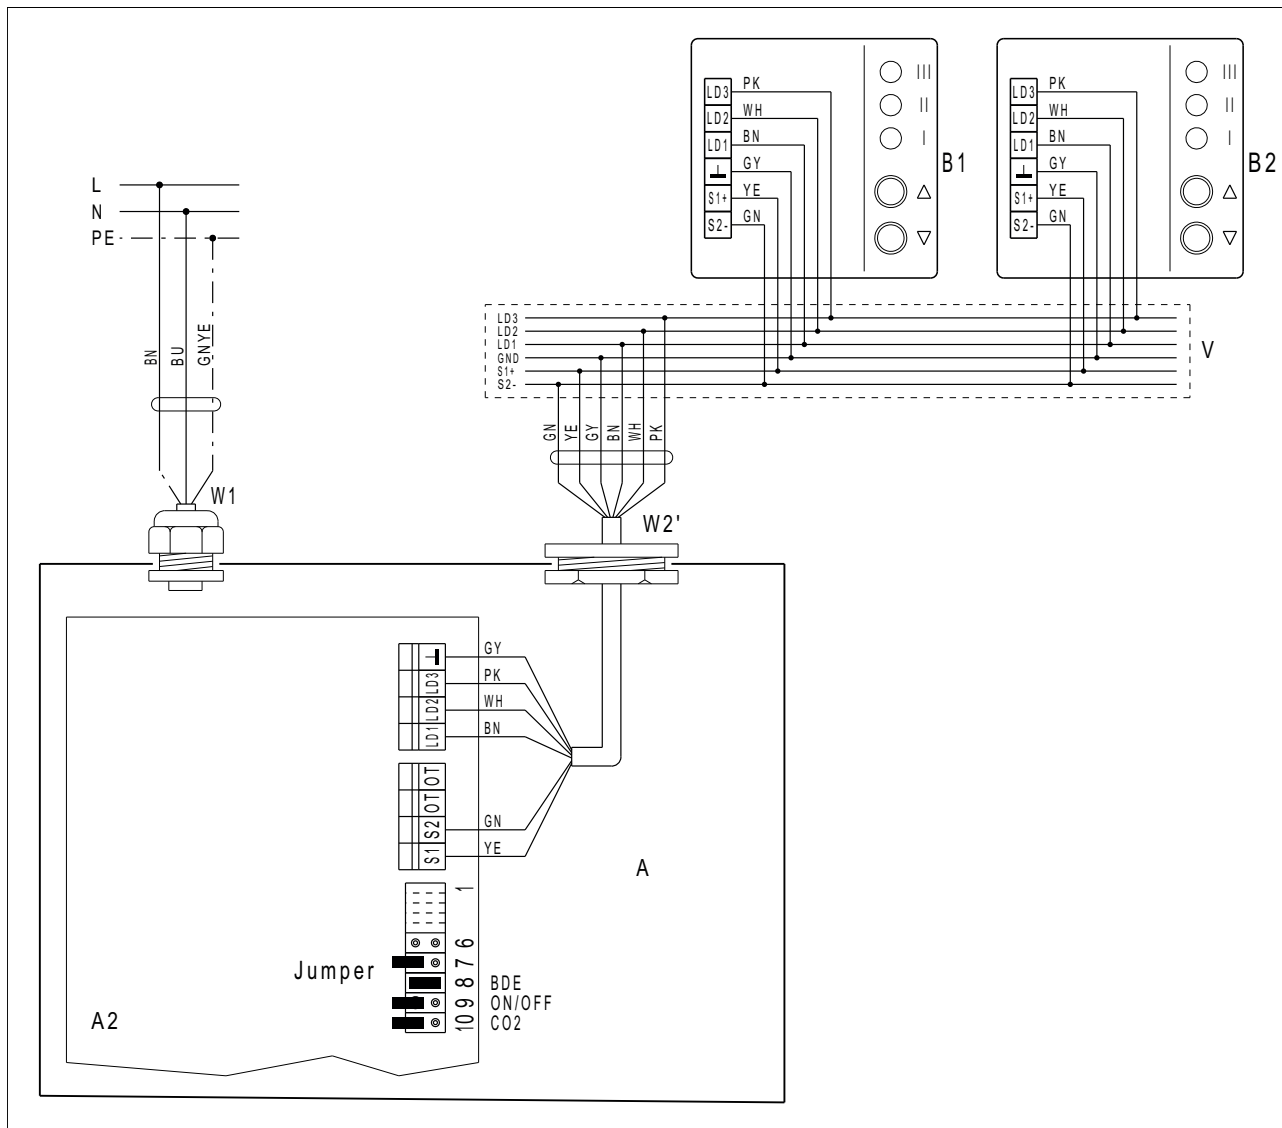 LD3 PK III
LD2 WH II
LD1 BN I
GY
S1+ YE
S2- GN
B1
LD3 PK III
LD2 WH II
LD1 BN I
GY
S1+ YE
S2- GN
B2
L
N
PE
BN
BU
GNYE
W1
LD3
LD2
LD1
GND
S1+
S2-
V
GN
YE
GY
BN
WH
PK
W2'
GY
LD3 PK
LD2 WH
LD1 BN
OT
OT
S2 GN
S1 YE
A
1
6
7
Jumper
8 BDE
9 ON/OFF
10 CO2
A2